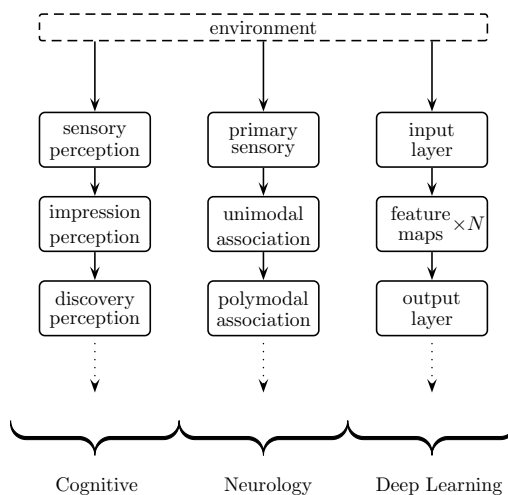 environment
sensory
perception
primary
sensory
input
layer
impression
perception
unimodal
association
feature
maps
×N
discovery
perception
polymodal
association
output
layer
Cognitive
Neurology
Deep Learning